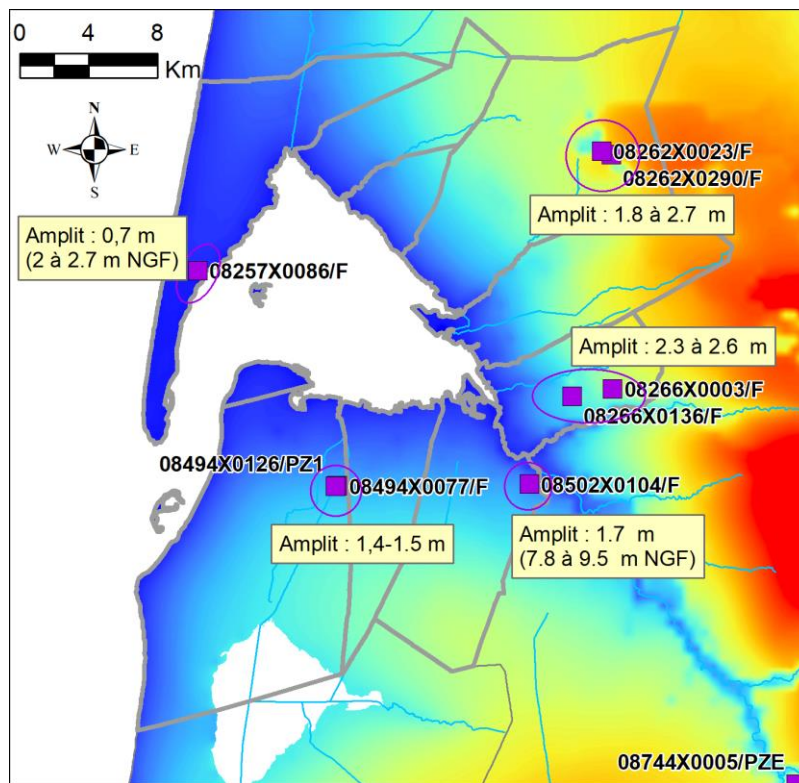 0 4 8
Km
N
W E
S
08262X0023/F
08262X0290/F
Amplit : 1.8 à 2.7 m
Amplit : 0,7 m
(2 à 2.7 m NGF)
08257X0086/F
Amplit : 2.3 à 2.6 m
08266X0003/F
08266X0136/F
08494X0126/PZ1
08494X0077/F
08502X0104/F
Amplit : 1,4-1.5 m
Amplit : 1.7 m
(7.8 à 9.5 m NGF)
08744X0005/PZE